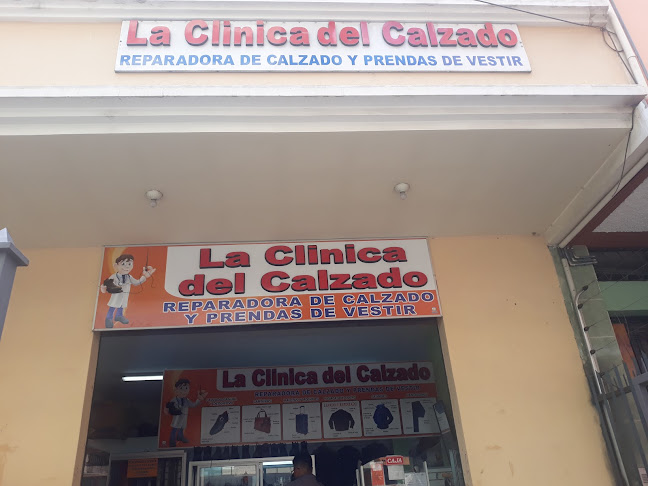 La Clinica del Calzado
REPARADORA DE CALZADO Y PRENDAS DE VESTIR
La Clinica
del Calzado
REPARADORA DE CALZADO
Y PRENDAS DE VESTIR
La Clinica del Calzado
CAJA